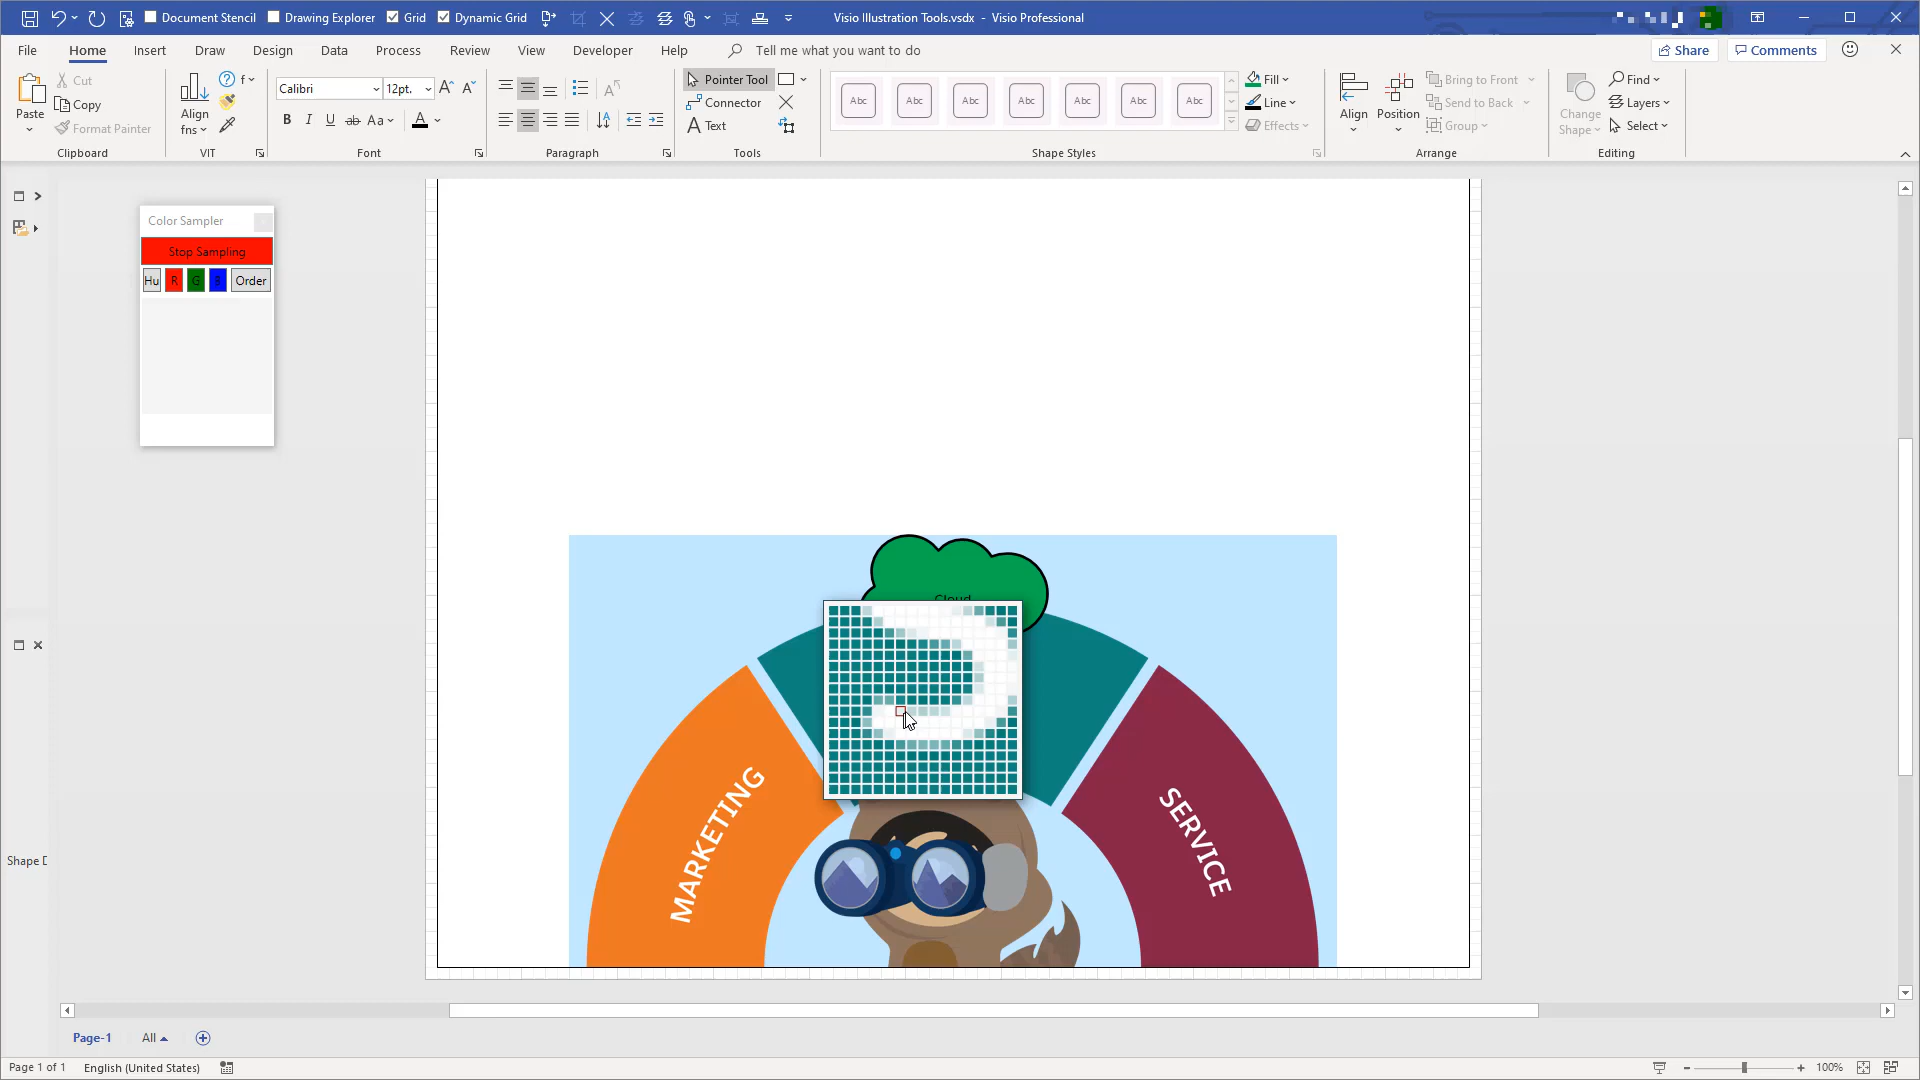 Document Stencil Drawing Explorer Grid Dynamic Grid Visio Illustration Tools.vsdx - Visio Professional
File Home Insert Draw Design Data Process Review View Developer Help Tell me what you want to do Share Comments
Cut Calibri 12pt. Pointer Tool Fill Bring to Front Find
Copy Connector Abc Abc Abc Abc Abc Abc Abc Line Send to Back Layers
Paste Align Align Position Change
Format Painter fns B I U ab Aa A Text Effects Group Shape Select
Clipboard VIT Font Paragraph Tools Shape Styles Arrange Editing
Color Sampler
Stop Sampling
Hu R G Order
Cloud
MARKETING
SERVICE
Page-1 All
Page 1 of 1 English (United States) 100%